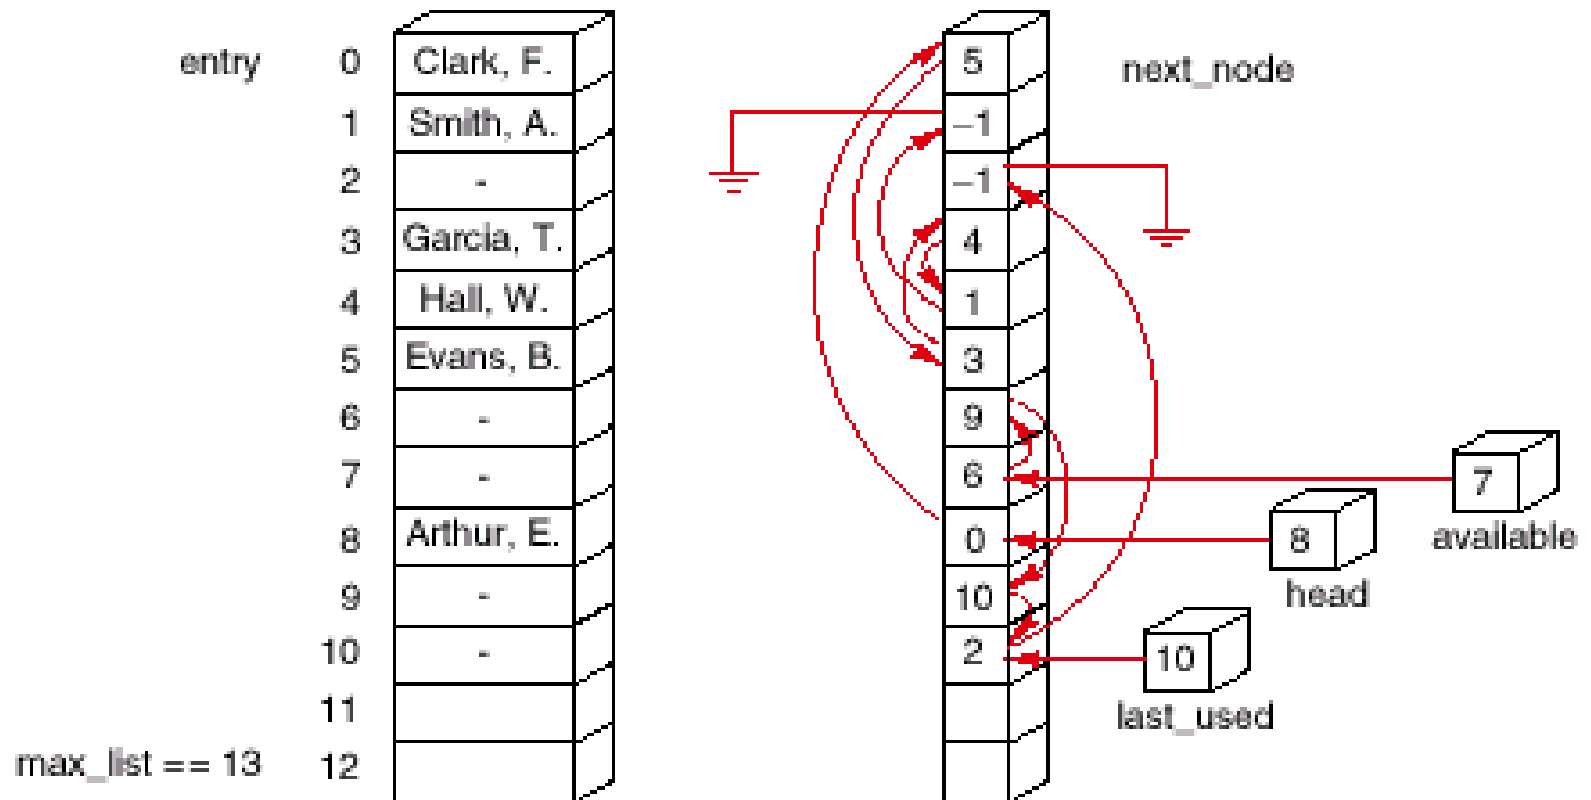 entry 0 Clark, F. 5 next_node
1 Smith, A. –1
2 - –1
3 Garcia, T. 4
4 Hall, W. 1
5 Evans, B. 3
6 - 9
7 - 6 7
8 Arthur, E. 0 8 available
9 - 10 head
10 - 2 10
11 last_used
max_list == 13 12